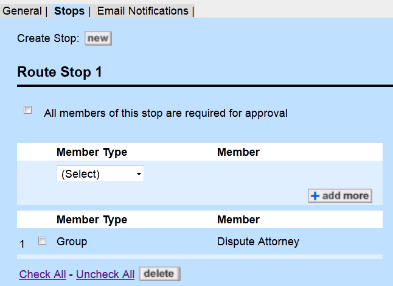 General | Stops | Email Notifications |
Create Stop: new
Route Stop 1
All members of this stop are required for approval
Member Type Member
(Select)
+ add more
Member Type Member
1 Group Dispute Attorney
Check All - Uncheck All delete